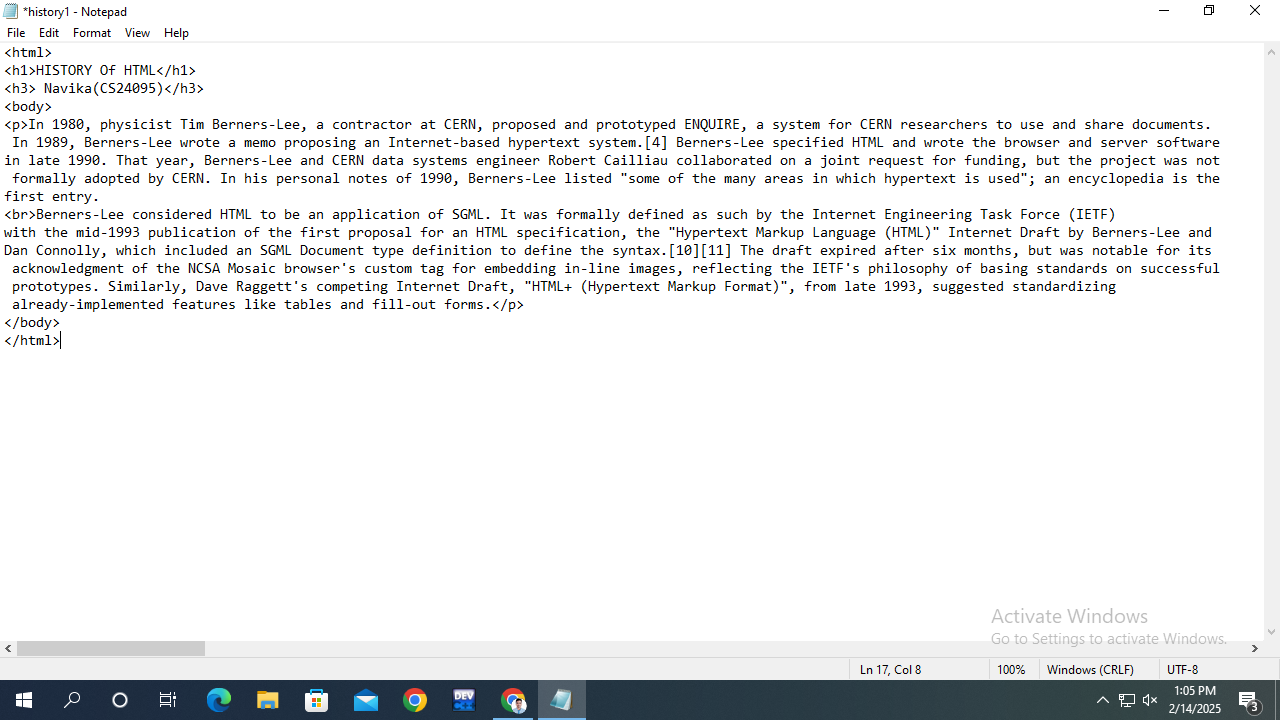 *history1 - Notepad
File Edit Format View Help
<html>
<h1>HISTORY Of HTML</h1>
<h3> Navika(CS24095)</h3>
<body>
<p>In 1980, physicist Tim Berners-Lee, a contractor at CERN, proposed and prototyped ENQUIRE, a system for CERN researchers to use and share documents.
In 1989, Berners-Lee wrote a memo proposing an Internet-based hypertext system.[4] Berners-Lee specified HTML and wrote the browser and server software
in late 1990. That year, Berners-Lee and CERN data systems engineer Robert Cailliau collaborated on a joint request for funding, but the project was not
formally adopted by CERN. In his personal notes of 1990, Berners-Lee listed "some of the many areas in which hypertext is used"; an encyclopedia is the
first entry.
<br>Berners-Lee considered HTML to be an application of SGML. It was formally defined as such by the Internet Engineering Task Force (IETF)
with the mid-1993 publication of the first proposal for an HTML specification, the "Hypertext Markup Language (HTML)" Internet Draft by Berners-Lee and
Dan Connolly, which included an SGML Document type definition to define the syntax.[10][11] The draft expired after six months, but was notable for its
acknowledgment of the NCSA Mosaic browser's custom tag for embedding in-line images, reflecting the IETF's philosophy of basing standards on successful
prototypes. Similarly, Dave Raggett's competing Internet Draft, "HTML+ (Hypertext Markup Format)", from late 1993, suggested standardizing
already-implemented features like tables and fill-out forms.</p>
</body>
</html>
Activate Windows
Go to Settings to activate Windows.
Ln 17, Col 8 100% Windows (CRLF) UTF-8
DEV
1:05 PM
2/14/2025
3